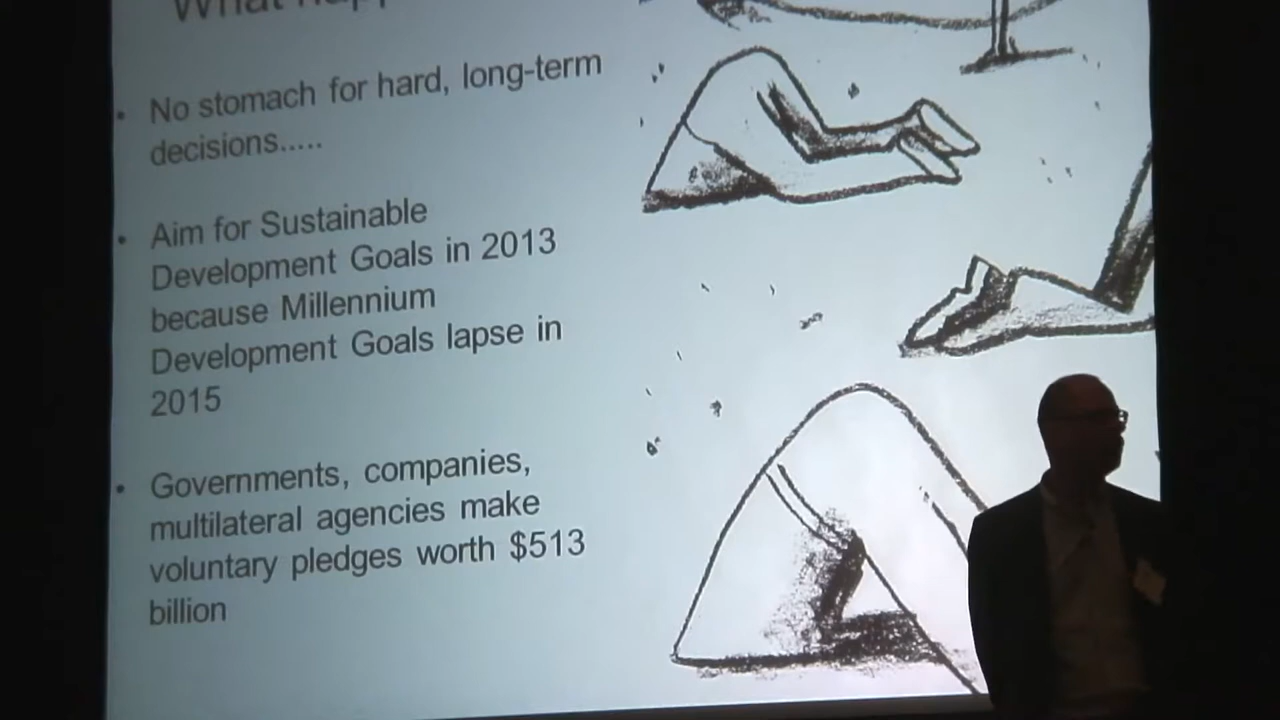 What
• No stomach for hard, long-term
decisions.....
• Aim for Sustainable
Development Goals in 2013
because Millennium
Development Goals lapse in
2015
• Governments, companies,
multilateral agencies make
voluntary pledges worth $513
billion